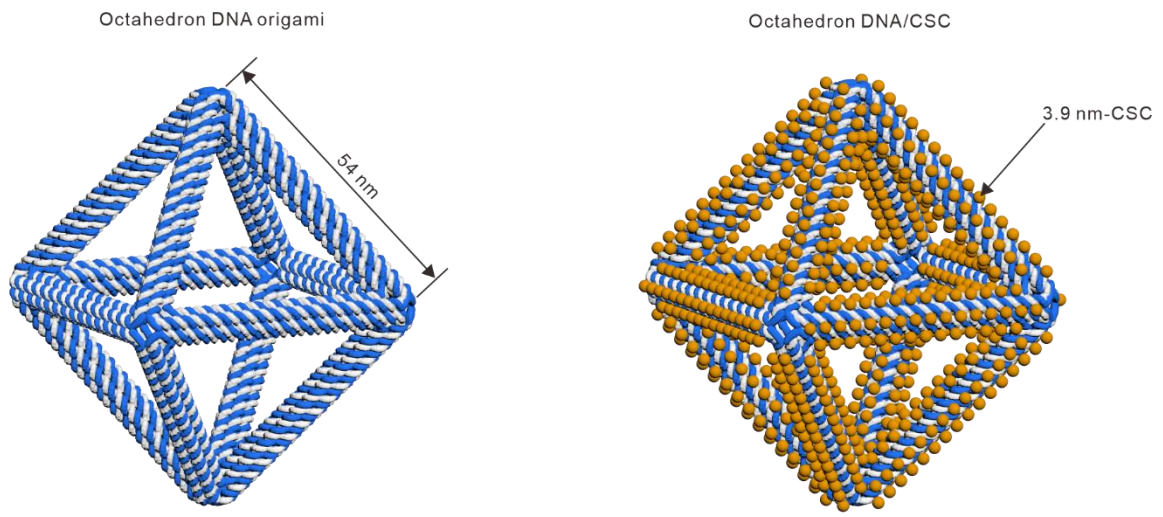 Octahedron DNA origami
Octahedron DNA/CSC
54 nm
3.9 nm-CSC